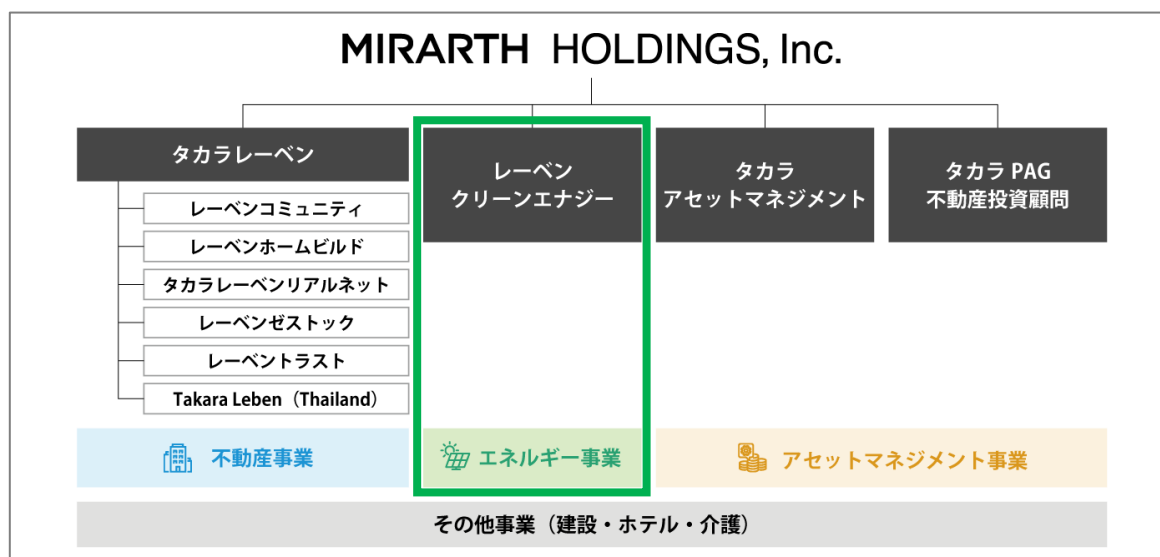 MIRARTH HOLDINGS, Inc.
タカラレーベン
レーベンコミュニティ
レーベンホームビルド
タカラレーベンリアルネット
レーベンゼストック
レーベントラスト
Takara Leben（Thailand）
不動産事業
レーベン
クリーンエナジー
エネルギー事業
タカラ
アセットマネジメント
タカラ PAG
不動産投資顧問
アセットマネジメント事業
その他事業（建設・ホテル・介護）